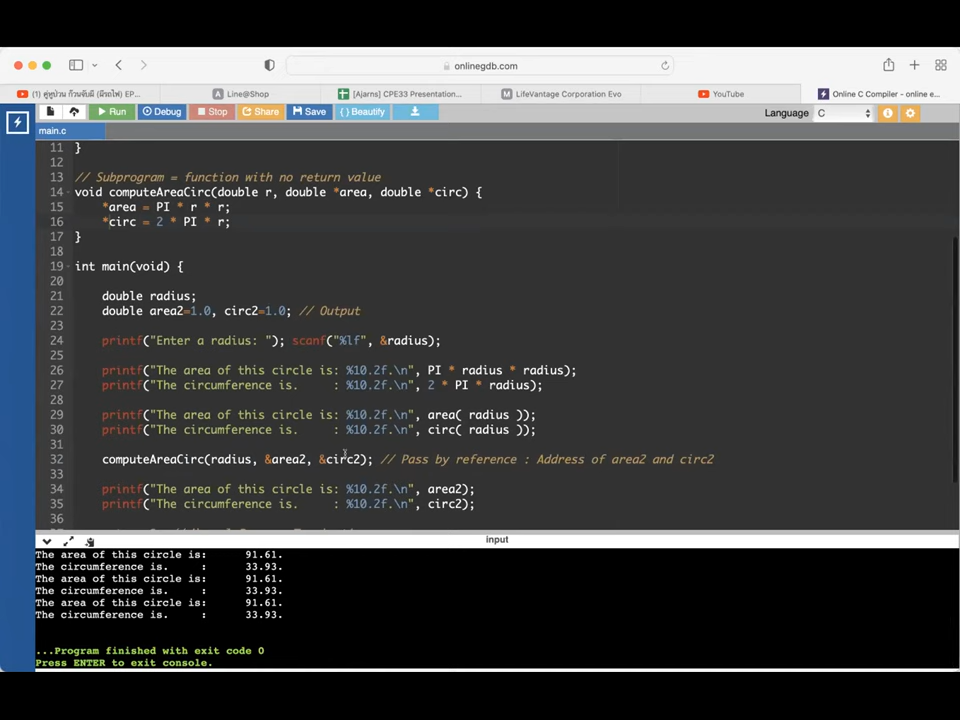 onlinegdb.com
(1) คู่หูป่วน ก๊วนจับผี (มีรถไฟ) EP...
Line@Shop
[Ajarns] CPE33 Presentation...
LifeVantage Corporation Evo
YouTube
Online C Compiler - online e...
Run
Debug
Stop
Share
Save
{ } Beautify
Language
C
main.c
11 }
12
13 // Subprogram = function with no return value
14 void computeAreaCirc(double r, double *area, double *circ) {
15 *area = PI * r * r;
16 *circ = 2 * PI * r;
17 }
18
19 int main(void) {
20
21 double radius;
22 double area2=1.0, circ2=1.0; // Output
23
24 printf("Enter a radius: "); scanf("%lf", &radius);
25
26 printf("The area of this circle is: %10.2f.\n", PI * radius * radius);
27 printf("The circumference is.    : %10.2f.\n", 2 * PI * radius);
28
29 printf("The area of this circle is: %10.2f.\n", area( radius ));
30 printf("The circumference is.    : %10.2f.\n", circ( radius ));
31
32 computeAreaCirc(radius, &area2, &circ2); // Pass by reference : Address of area2 and circ2
33
34 printf("The area of this circle is: %10.2f.\n", area2);
35 printf("The circumference is.    : %10.2f.\n", circ2);
36
input
The area of this circle is: 91.61.
The circumference is. : 33.93.
The area of this circle is: 91.61.
The circumference is. : 33.93.
The area of this circle is: 91.61.
The circumference is. : 33.93.
...Program finished with exit code 0
Press ENTER to exit console.